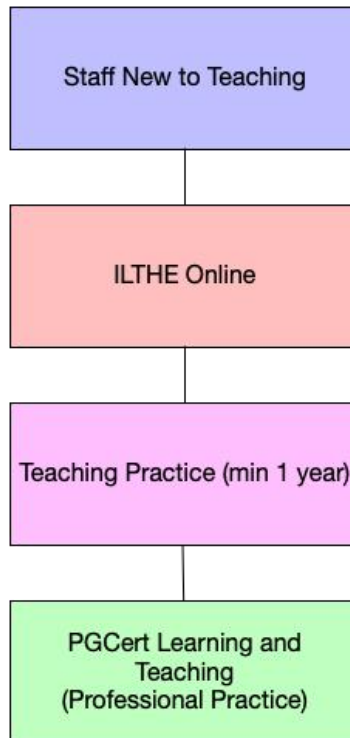 Staff New to Teaching
ILTHE Online
Teaching Practice (min 1 year)
PGCert Learning and
Teaching
(Professional Practice)